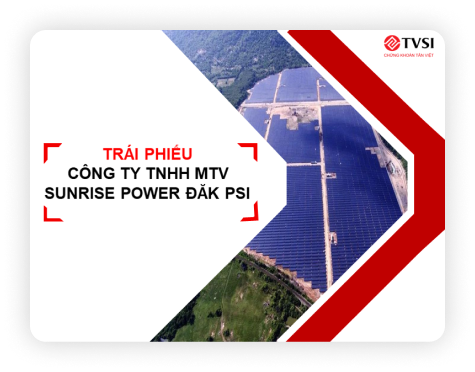 TVSI
CHỨNG KHOÁN TÂN VIỆT
TRÁI PHIẾU
CÔNG TY TNHH MTV
SUNRISE POWER ĐĂK PSI